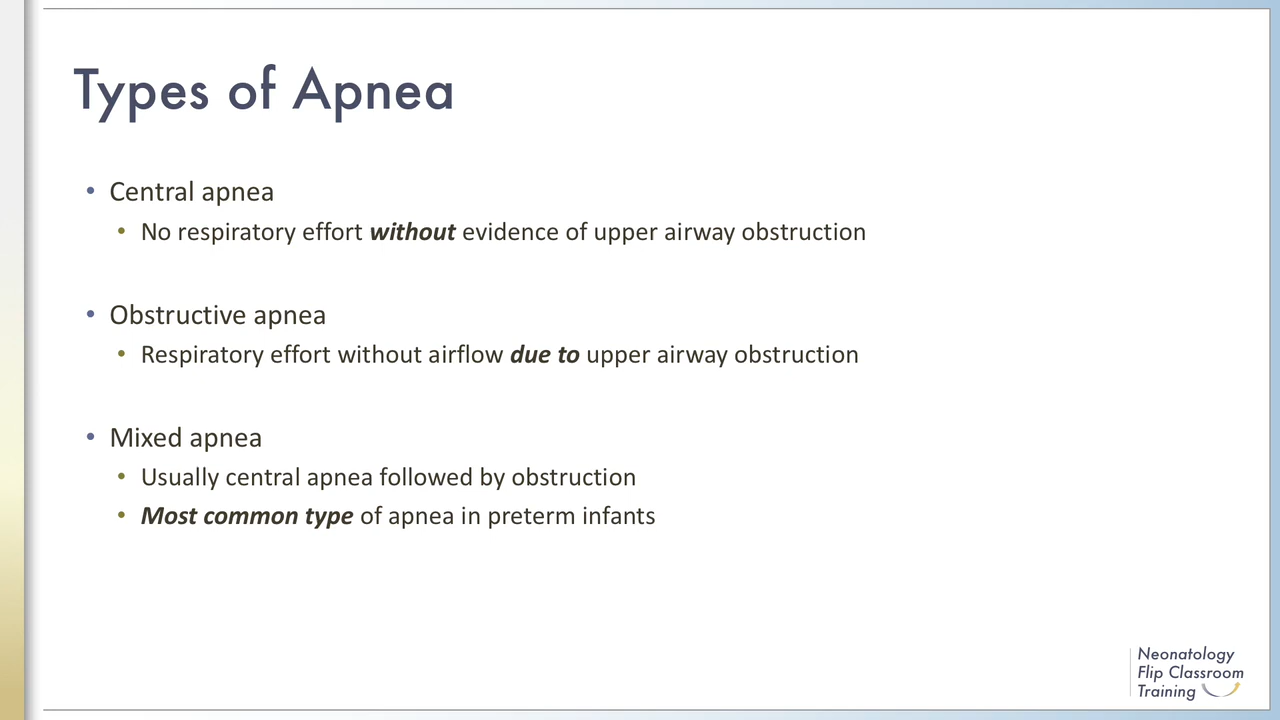 Types of Apnea
• Central apnea
• No respiratory effort without evidence of upper airway obstruction
• Obstructive apnea
• Respiratory effort without airflow due to upper airway obstruction
• Mixed apnea
• Usually central apnea followed by obstruction
• Most common type of apnea in preterm infants
Neonatology
Flip Classroom
Training